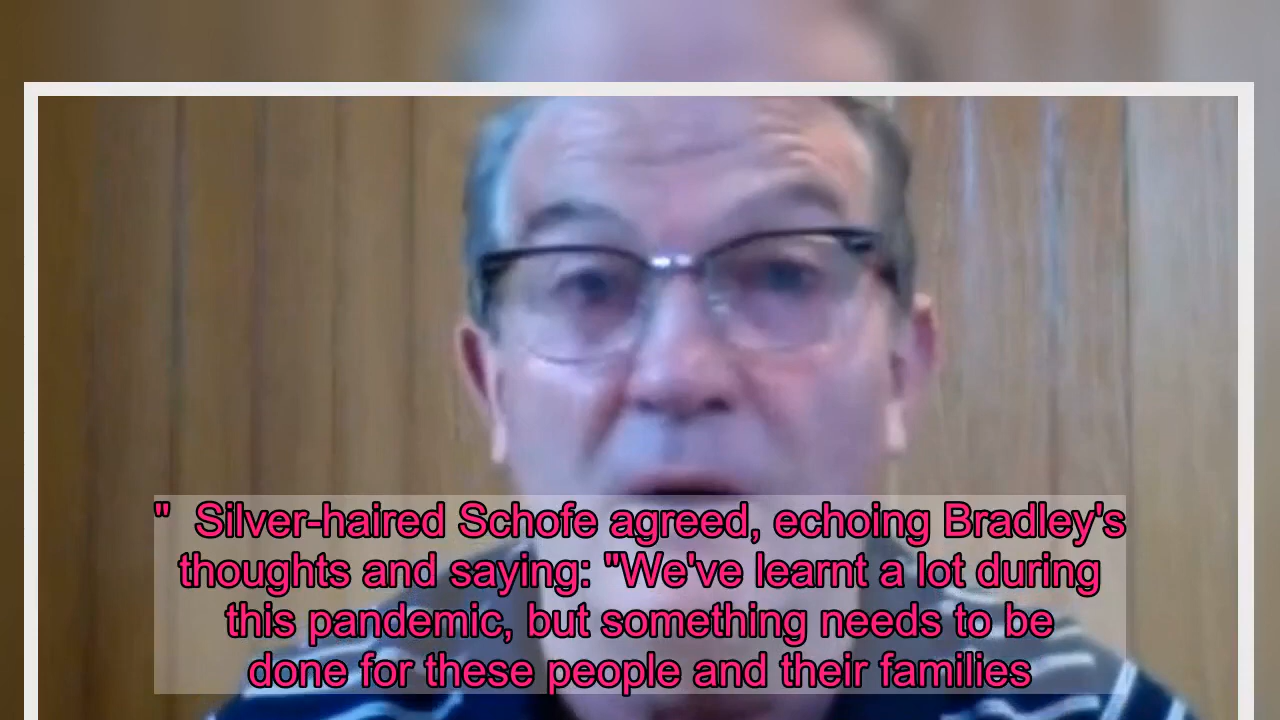 "  Silver-haired Schofe agreed, echoing Bradley's
thoughts and saying: "We've learnt a lot during
this pandemic, but something needs to be
done for these people and their families